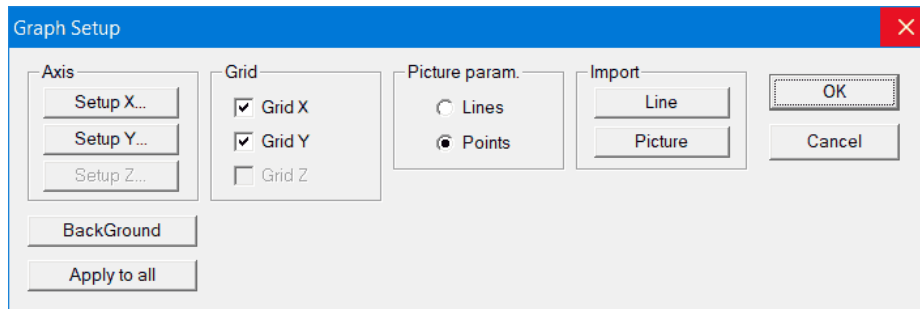 Graph Setup
Axis
Setup X...
Setup Y...
Setup Z...
Grid
Grid X
Grid Y
Grid Z
Picture param.
Lines
Points
Import
Line
Picture
OK
Cancel
BackGround
Apply to all